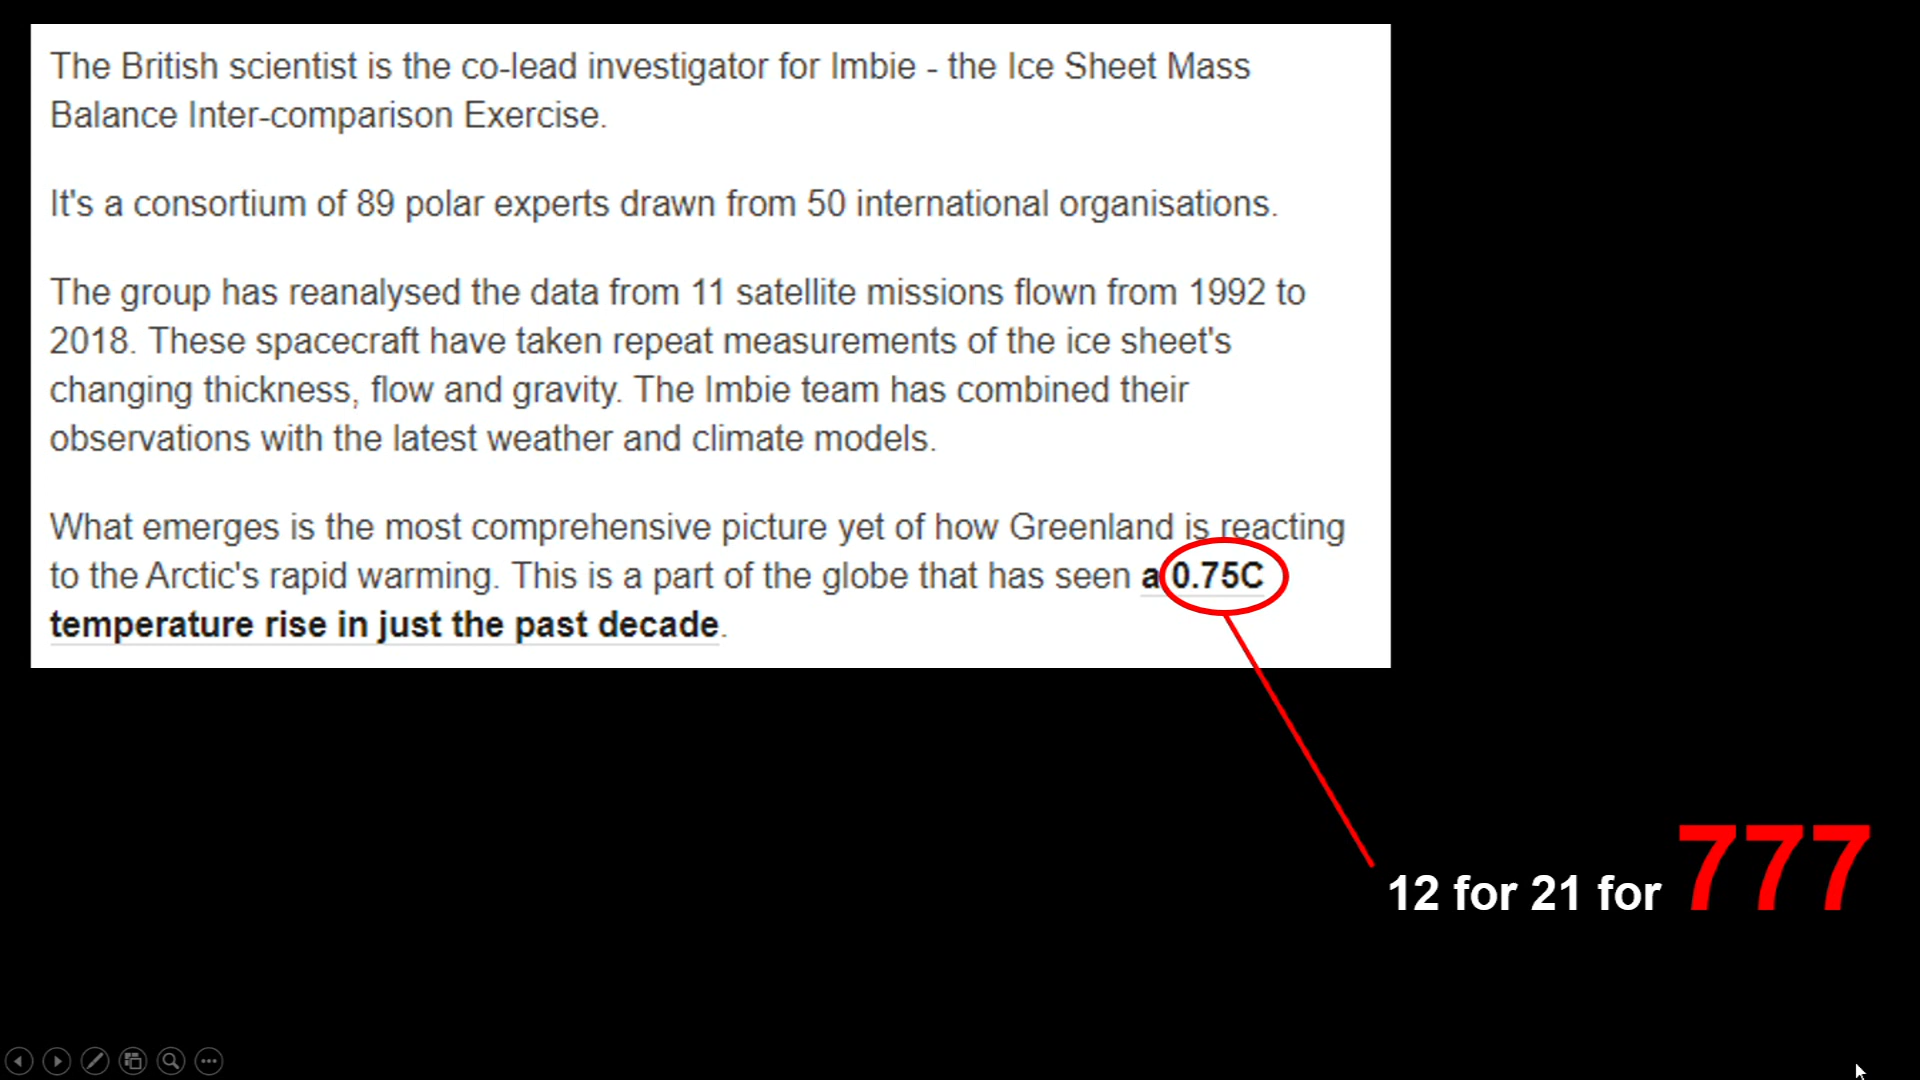 The British scientist is the co-lead investigator for Imbie - the Ice Sheet Mass
Balance Inter-comparison Exercise.
It's a consortium of 89 polar experts drawn from 50 international organisations.
The group has reanalysed the data from 11 satellite missions flown from 1992 to
2018. These spacecraft have taken repeat measurements of the ice sheet's
changing thickness, flow and gravity. The Imbie team has combined their
observations with the latest weather and climate models.
What emerges is the most comprehensive picture yet of how Greenland is reacting
to the Arctic's rapid warming. This is a part of the globe that has seen a 0.75C
temperature rise in just the past decade.
12 for 21 for 777